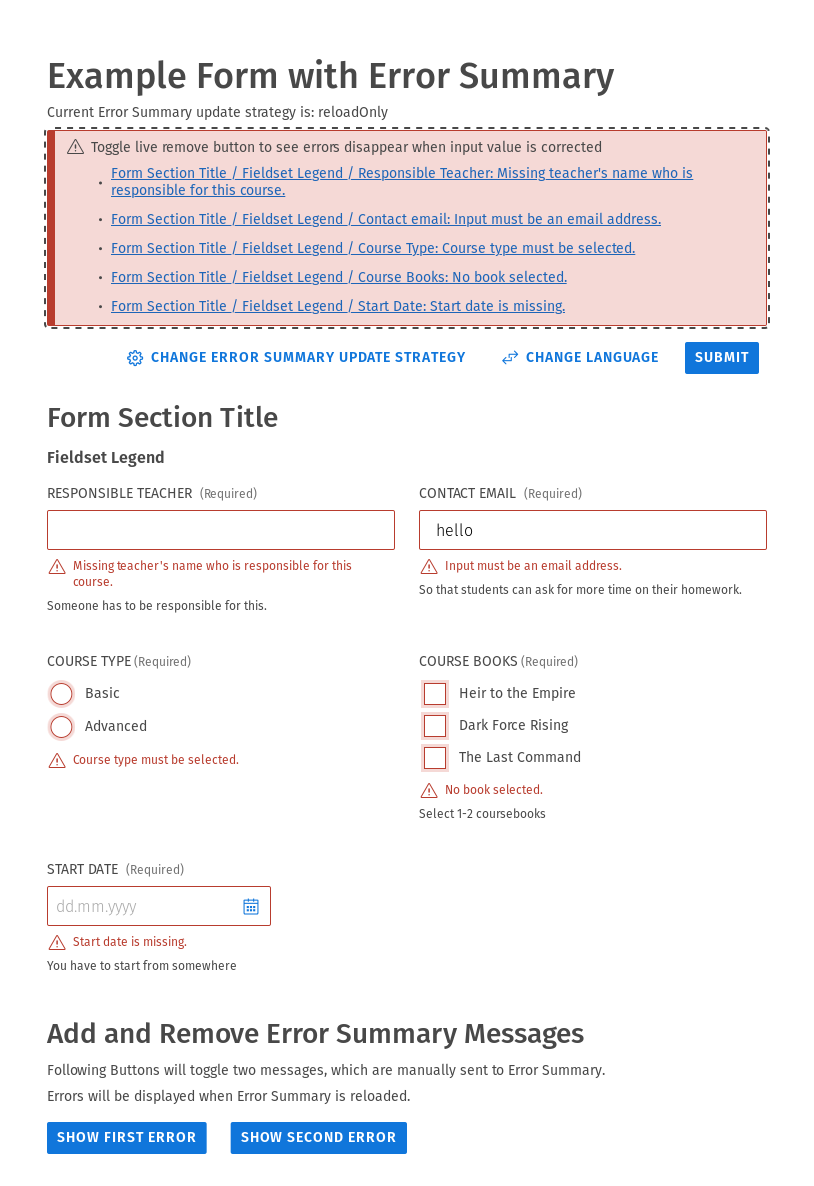 Example Form with Error Summary
Current Error Summary update strategy is: reloadOnly
Toggle live remove button to see errors disappear when input value is corrected
Form Section Title / Fieldset Legend / Responsible Teacher: Missing teacher's name who is
responsible for this course.
Form Section Title / Fieldset Legend / Contact email: Input must be an email address.
Form Section Title / Fieldset Legend / Course Type: Course type must be selected.
Form Section Title / Fieldset Legend / Course Books: No book selected.
Form Section Title / Fieldset Legend / Start Date: Start date is missing.
CHANGE ERROR SUMMARY UPDATE STRATEGY CHANGE LANGUAGE SUBMIT
Form Section Title
Fieldset Legend
RESPONSIBLE TEACHER (Required)
Missing teacher's name who is responsible for this
course.
Someone has to be responsible for this.
CONTACT EMAIL (Required)
hello
Input must be an email address.
So that students can ask for more time on their homework.
COURSE TYPE (Required)
Basic
Advanced
Course type must be selected.
COURSE BOOKS (Required)
Heir to the Empire
Dark Force Rising
The Last Command
No book selected.
Select 1-2 coursebooks
START DATE (Required)
dd.mm.yyyy
Start date is missing.
You have to start from somewhere
Add and Remove Error Summary Messages
Following Buttons will toggle two messages, which are manually sent to Error Summary.
Errors will be displayed when Error Summary is reloaded.
SHOW FIRST ERROR SHOW SECOND ERROR